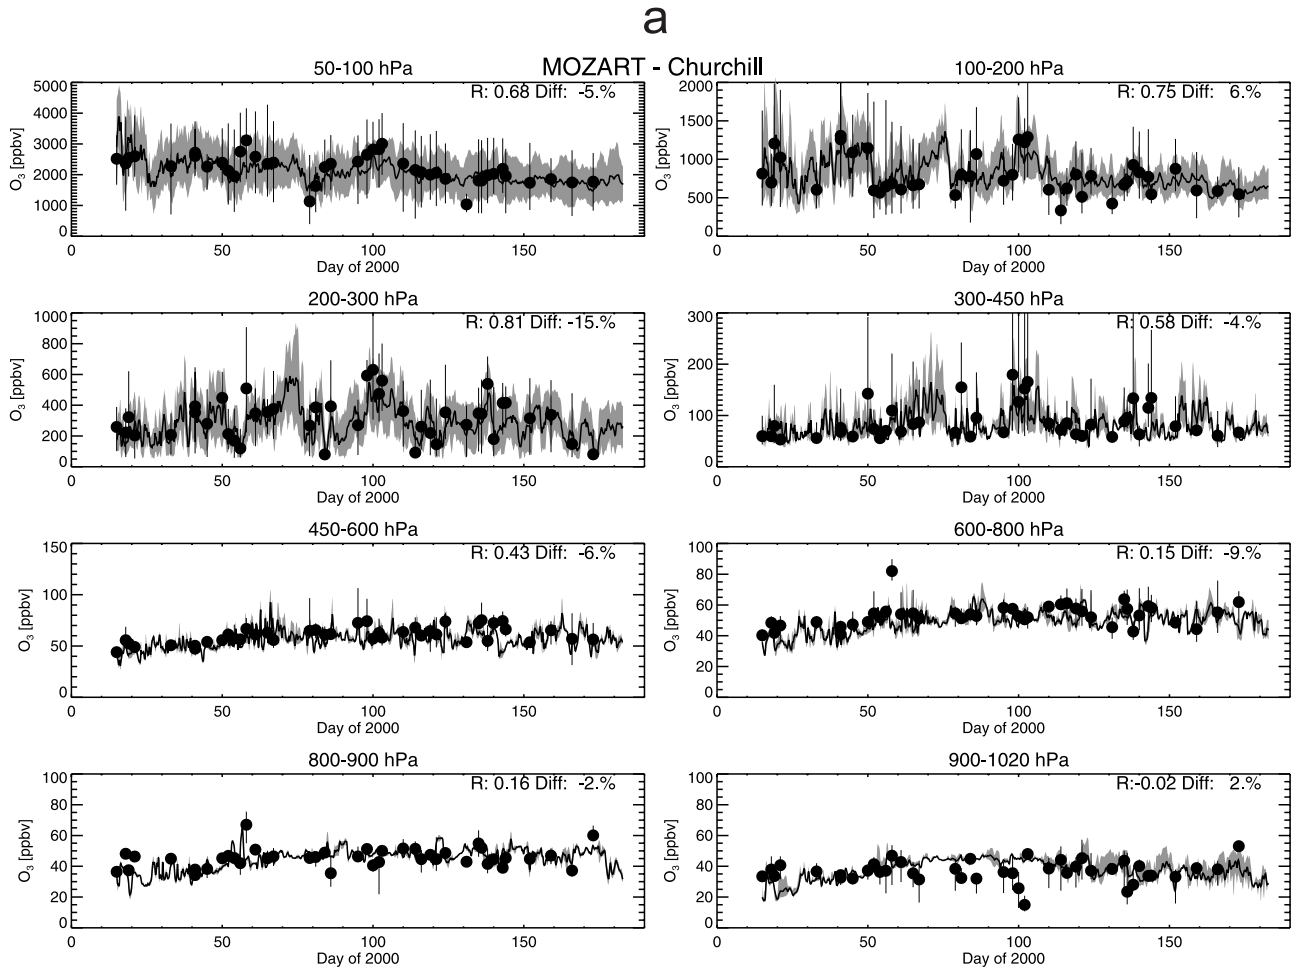 a
MOZART - Churchill
50-100 hPa
R: 0.68 Diff: -5.%
O3 [ppbv]
5000
4000
3000
2000
1000
0
0 50 100 150
Day of 2000
100-200 hPa
R: 0.75 Diff: 6.%
O3 [ppbv]
2000
1500
1000
500
0
0 50 100 150
Day of 2000
200-300 hPa
R: 0.81 Diff: -15.%
O3 [ppbv]
1000
800
600
400
200
0
0 50 100 150
Day of 2000
300-450 hPa
R: 0.58 Diff: -4.%
O3 [ppbv]
300
200
100
0
0 50 100 150
Day of 2000
450-600 hPa
R: 0.43 Diff: -6.%
O3 [ppbv]
150
100
50
0
0 50 100 150
Day of 2000
600-800 hPa
R: 0.15 Diff: -9.%
O3 [ppbv]
100
80
60
40
20
0
0 50 100 150
Day of 2000
800-900 hPa
R: 0.16 Diff: -2.%
O3 [ppbv]
100
80
60
40
20
0
0 50 100 150
Day of 2000
900-1020 hPa
R:-0.02 Diff: 2.%
O3 [ppbv]
100
80
60
40
20
0
0 50 100 150
Day of 2000